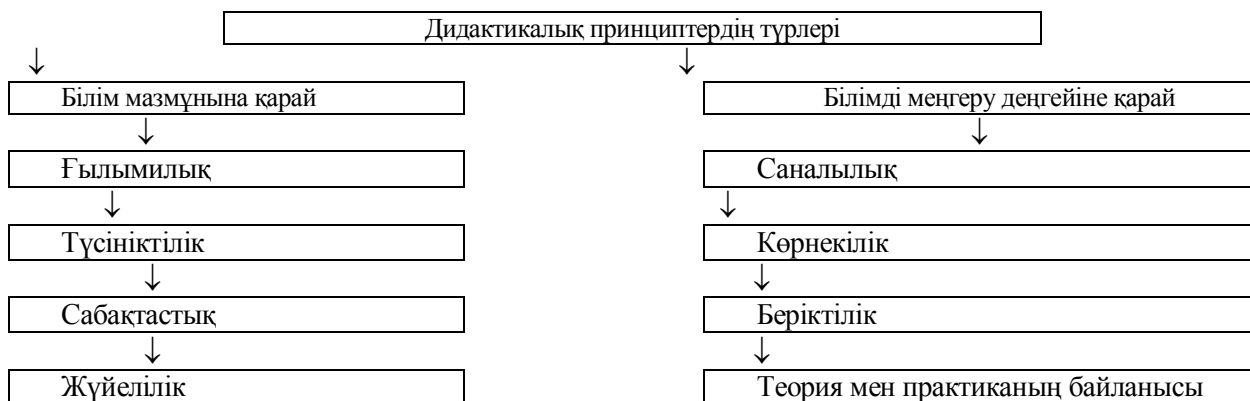 Дидактикалық принциптердің түрлері
Білім мазмұнына қарай
Білімді меңгеру деңгейіне қарай
Ғылымилық
Саналылық
Түсініктілік
Көрнекілік
Сабақтастық
Беріктілік
Жүйелілік
Теория мен практиканың байланысы